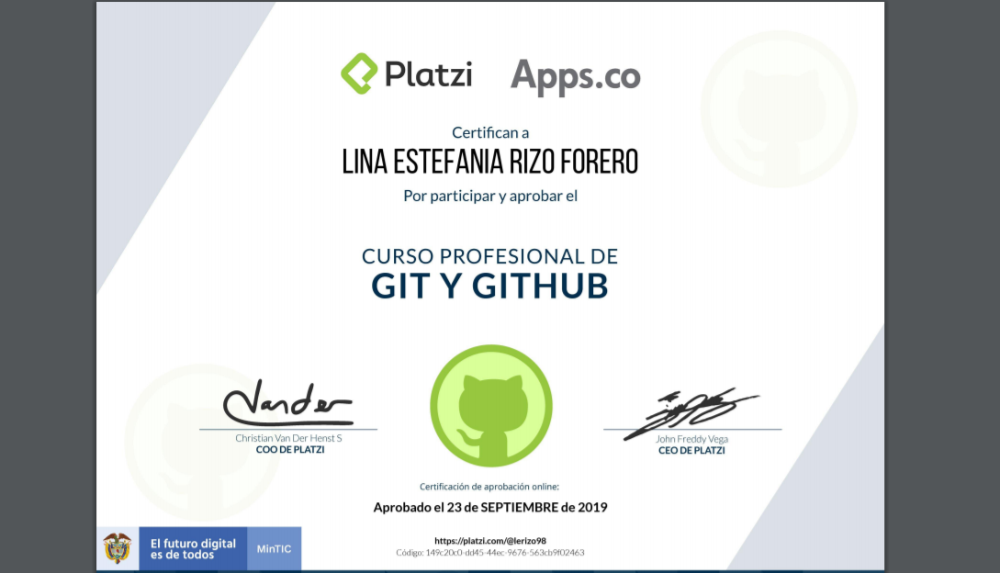 Platzi Apps.co
Certifican a
LINA ESTEFANIA RIZO FORERO
Por participar y aprobar el
CURSO PROFESIONAL DE
GIT Y GITHUB
Vander
Christian Van Der Henst S
COO DE PLATZI
John Freddy Vega
CEO DE PLATZI
Certificación de aprobación online:
Aprobado el 23 de SEPTIEMBRE de 2019
https://platzi.com/@lerizo98
Código: 149c20c0-dd45-44ec-9676-563cb9f02463
El futuro digital
es de todos
MinTIC